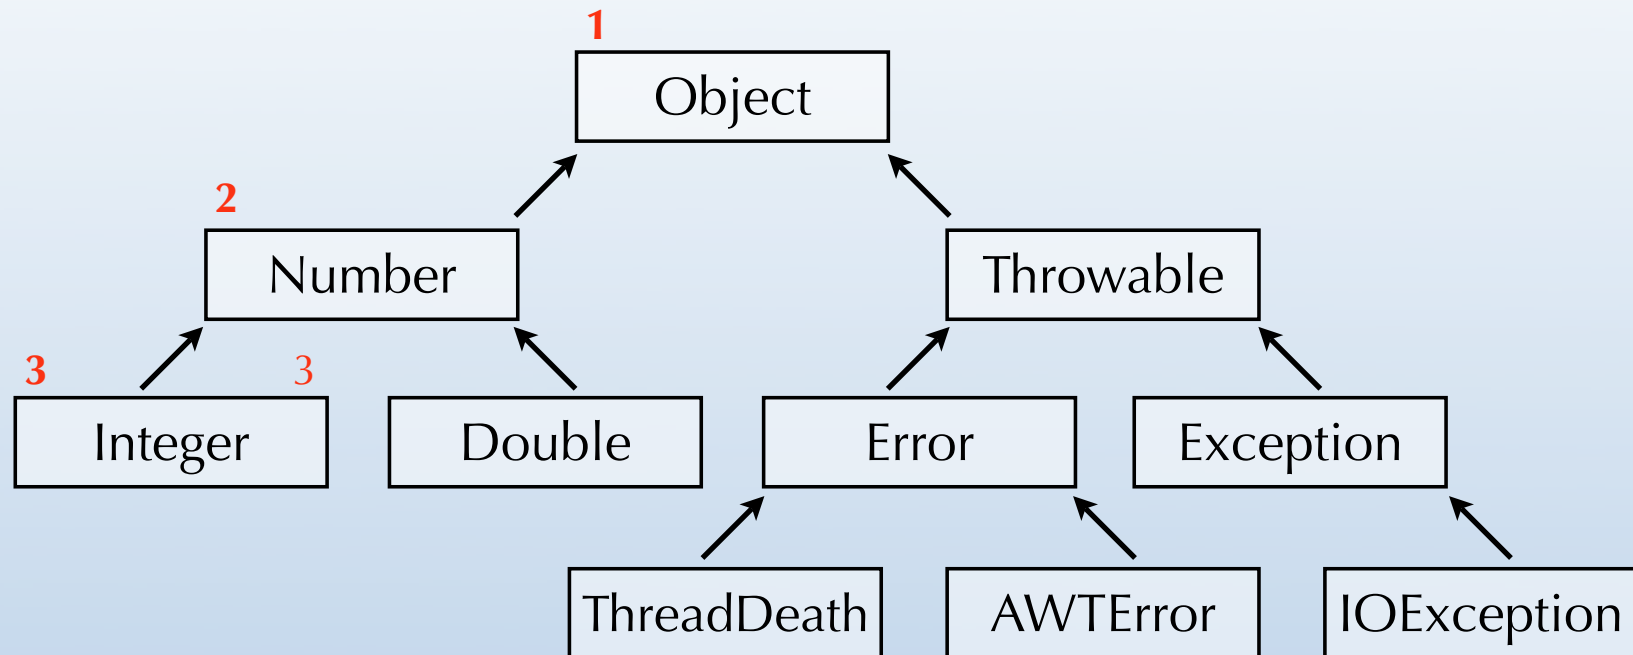 1
Object
2
Number
Throwable
3
3
Integer
Double
Error
Exception
ThreadDeath
AWTError
IOException